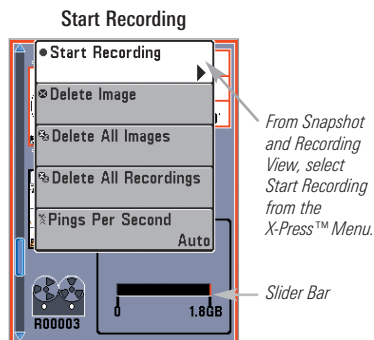 Start Recording
Start Recording
Delete Image
Delete All Images
Delete All Recordings
Pings Per Second
Auto
From Snapshot
and Recording
View, select
Start Recording
from the
X-Press™ Menu.
Slider Bar
R00003
0
1.8GB